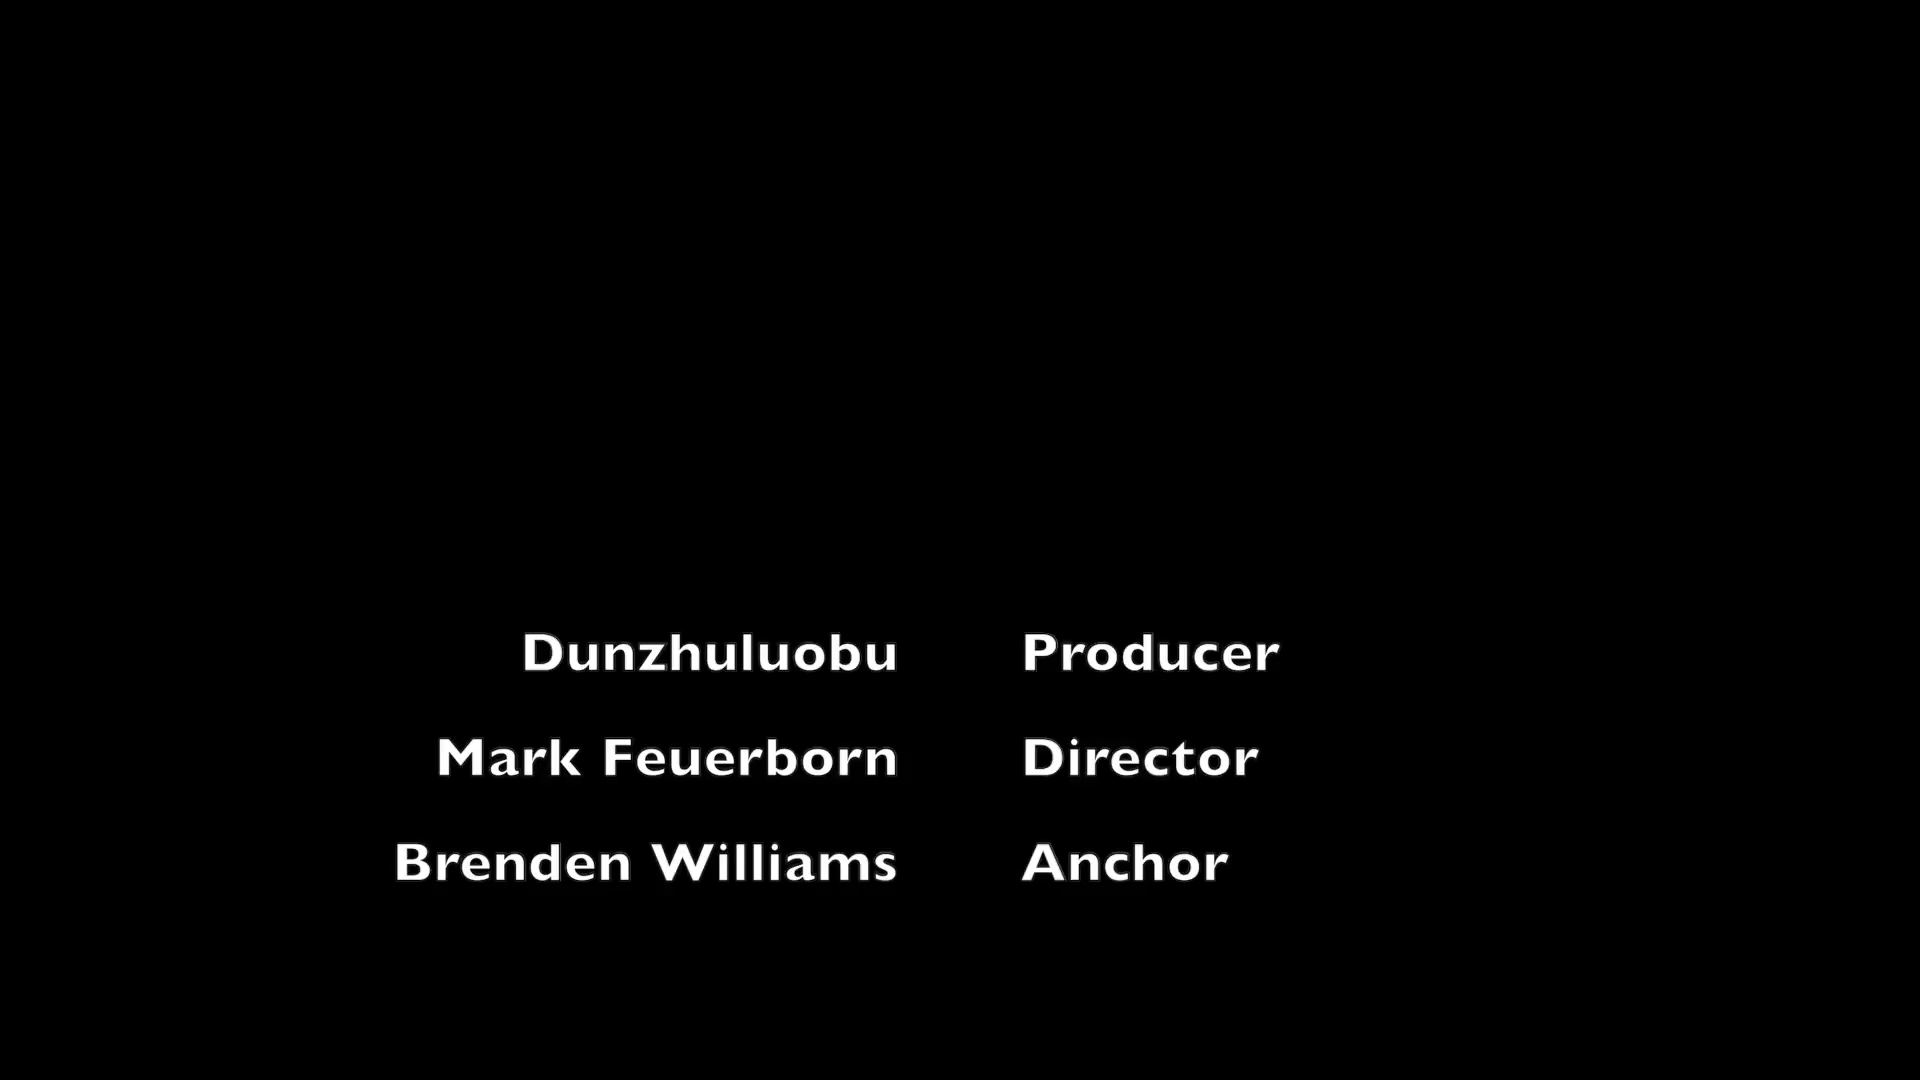 Dunzhuluobu Producer
Mark Feuerborn Director
Brenden Williams Anchor